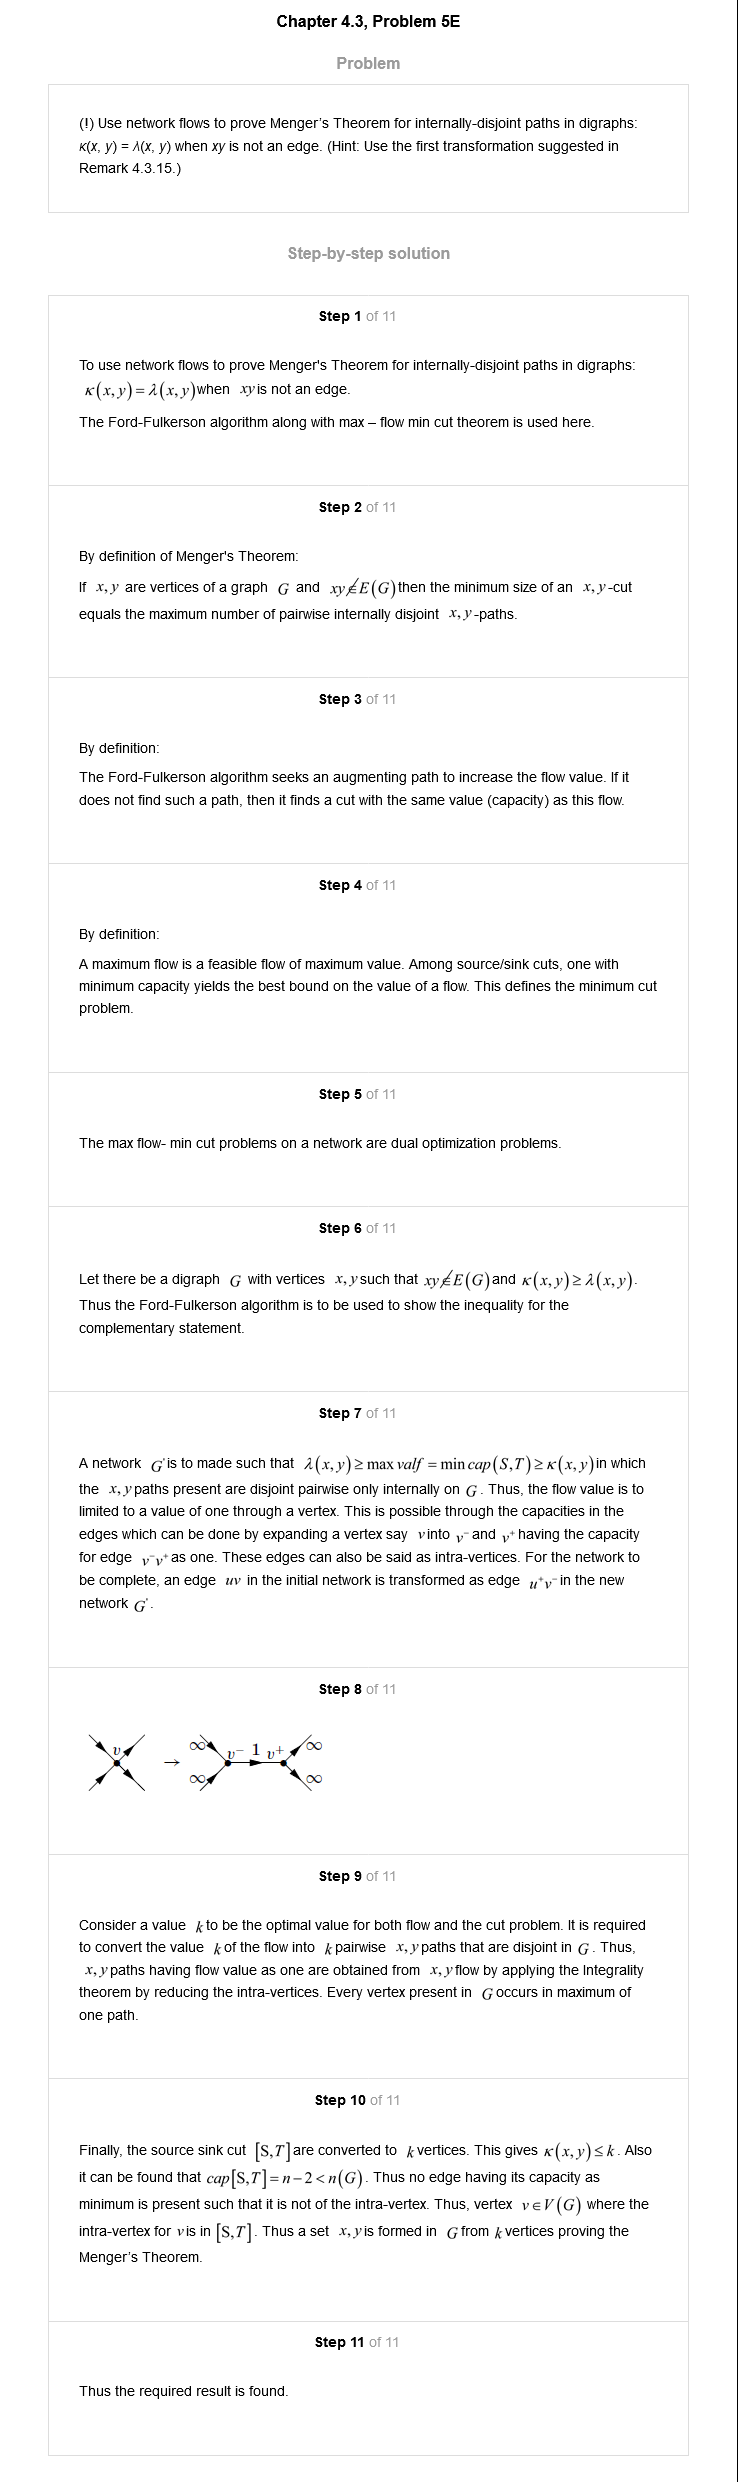 Chapter 4.3, Problem 5E
Problem
(!) Use network flows to prove Menger's Theorem for internally-disjoint paths in digraphs:
κ(x, y) = λ(x, y) when xy is not an edge. (Hint: Use the first transformation suggested in
Remark 4.3.15.)
Step-by-step solution
Step 1 of 11
To use network flows to prove Menger's Theorem for internally-disjoint paths in digraphs:
κ(x, y) = λ(x, y) when xy is not an edge.
The Ford-Fulkerson algorithm along with max – flow min cut theorem is used here.
Step 2 of 11
By definition of Menger's Theorem:
If x, y are vertices of a graph G and xy∉E(G) then the minimum size of an x, y-cut
equals the maximum number of pairwise internally disjoint x, y-paths.
Step 3 of 11
By definition:
The Ford-Fulkerson algorithm seeks an augmenting path to increase the flow value. If it
does not find such a path, then it finds a cut with the same value (capacity) as this flow.
Step 4 of 11
By definition:
A maximum flow is a feasible flow of maximum value. Among source/sink cuts, one with
minimum capacity yields the best bound on the value of a flow. This defines the minimum cut
problem.
Step 5 of 11
The max flow- min cut problems on a network are dual optimization problems.
Step 6 of 11
Let there be a digraph G with vertices x, y such that xy∉E(G) and κ(x, y) ≥ λ(x, y).
Thus the Ford-Fulkerson algorithm is to be used to show the inequality for the
complementary statement.
Step 7 of 11
A network G' is to made such that λ(x, y) ≥ max valf = min cap(S,T) ≥ κ(x, y) in which
the x, y paths present are disjoint pairwise only internally on G. Thus, the flow value is to
limited to a value of one through a vertex. This is possible through the capacities in the
edges which can be done by expanding a vertex say v into v⁻ and v⁺ having the capacity
for edge v⁻v⁺ as one. These edges can also be said as intra-vertices. For the network to
be complete, an edge uv in the initial network is transformed as edge u⁺v⁻ in the new
network G'.
Step 8 of 11
v → ∞ ∞ v⁻ 1 v⁺ ∞ ∞
Step 9 of 11
Consider a value k to be the optimal value for both flow and the cut problem. It is required
to convert the value k of the flow into k pairwise x, y paths that are disjoint in G. Thus,
x, y paths having flow value as one are obtained from x, y flow by applying the Integrality
theorem by reducing the intra-vertices. Every vertex present in G occurs in maximum of
one path.
Step 10 of 11
Finally, the source sink cut [S,T] are converted to k vertices. This gives κ(x, y) ≤ k. Also
it can be found that cap[S,T] = n − 2 < n(G). Thus no edge having its capacity as
minimum is present such that it is not of the intra-vertex. Thus, vertex v∈V(G) where the
intra-vertex for v is in [S,T]. Thus a set x, y is formed in G from k vertices proving the
Menger's Theorem.
Step 11 of 11
Thus the required result is found.